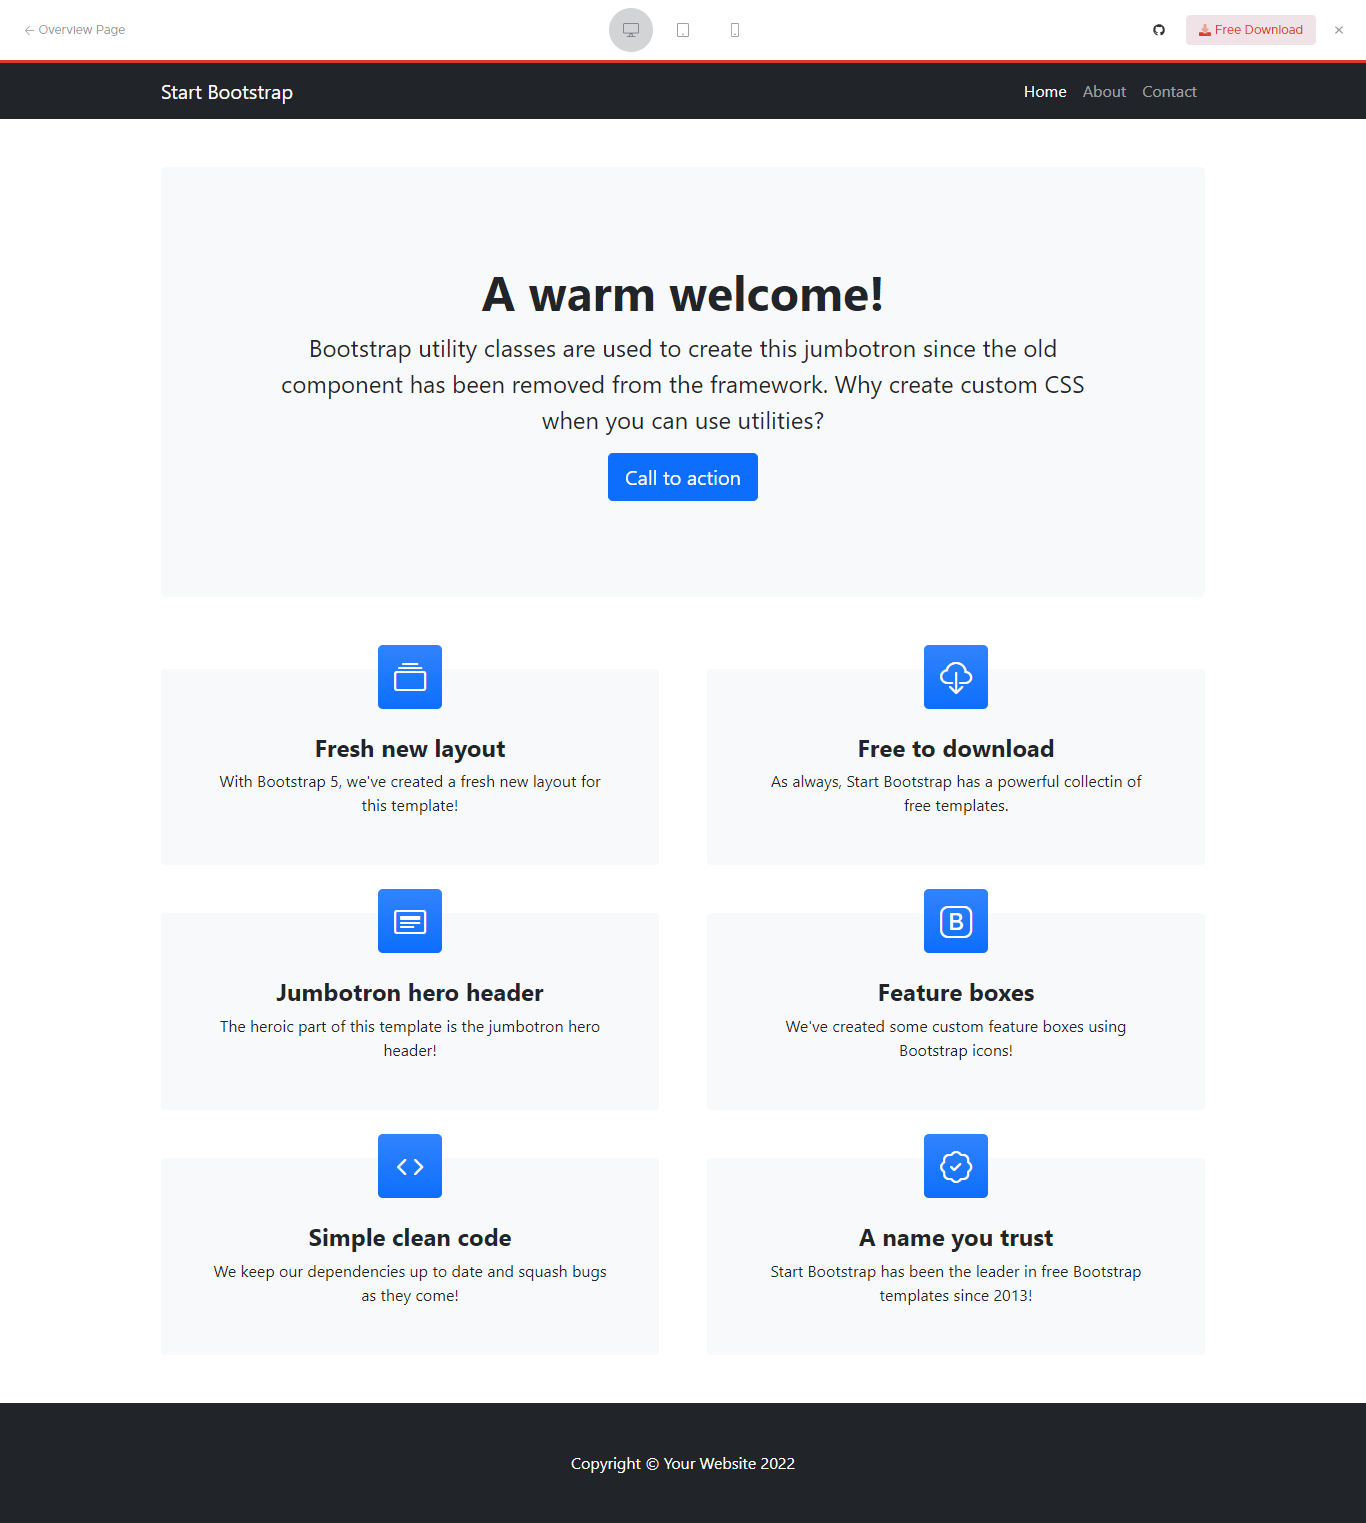 Overview Page
Free Download
Start Bootstrap
Home About Contact
A warm welcome!
Bootstrap utility classes are used to create this jumbotron since the old
component has been removed from the framework. Why create custom CSS
when you can use utilities?
Call to action
Fresh new layout
With Bootstrap 5, we've created a fresh new layout for
this template!
Free to download
As always, Start Bootstrap has a powerful collectin of
free templates.
Jumbotron hero header
The heroic part of this template is the jumbotron hero
header!
B
Feature boxes
We've created some custom feature boxes using
Bootstrap icons!
Simple clean code
We keep our dependencies up to date and squash bugs
as they come!
A name you trust
Start Bootstrap has been the leader in free Bootstrap
templates since 2013!
Copyright © Your Website 2022